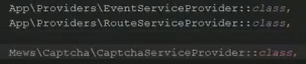 App\Providers\EventServiceProvider::class,
App\Providers\RouteServiceProvider::class,
Mews\Captcha\CaptchaServiceProvider::class,